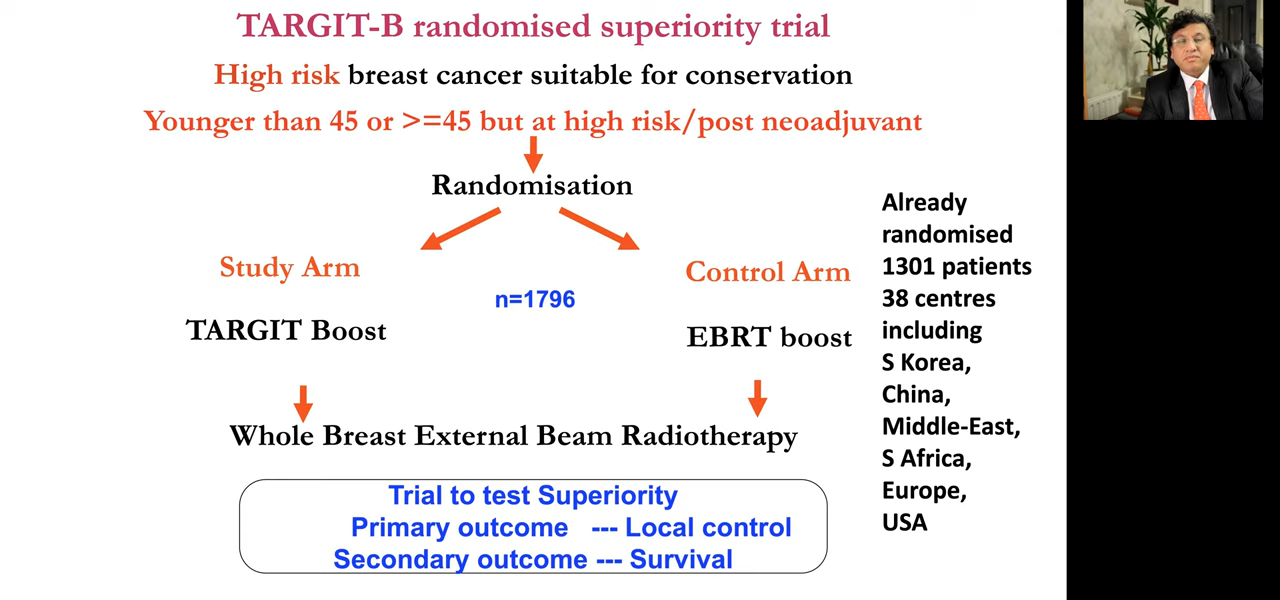 TARGIT-B randomised superiority trial
High risk breast cancer suitable for conservation
Younger than 45 or >=45 but at high risk/post neoadjuvant
Randomisation
Study Arm
Control Arm
n=1796
TARGIT Boost
EBRT boost
Whole Breast External Beam Radiotherapy
Trial to test Superiority
Primary outcome --- Local control
Secondary outcome --- Survival
Already
randomised
1301 patients
38 centres
including
S Korea,
China,
Middle-East,
S Africa,
Europe,
USA